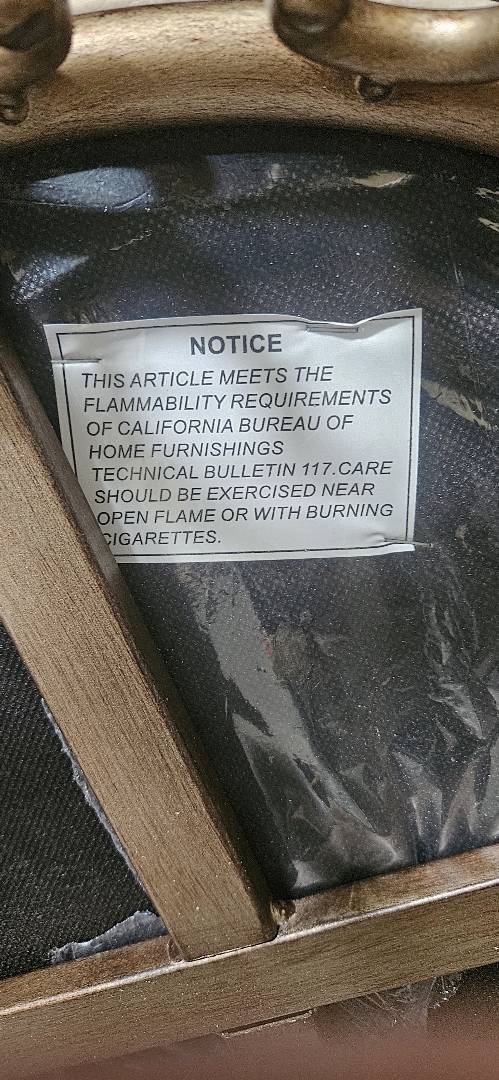 NOTICE
THIS ARTICLE MEETS THE
FLAMMABILITY REQUIREMENTS
OF CALIFORNIA BUREAU OF
HOME FURNISHINGS
TECHNICAL BULLETIN 117.CARE
SHOULD BE EXERCISED NEAR
OPEN FLAME OR WITH BURNING
CIGARETTES.